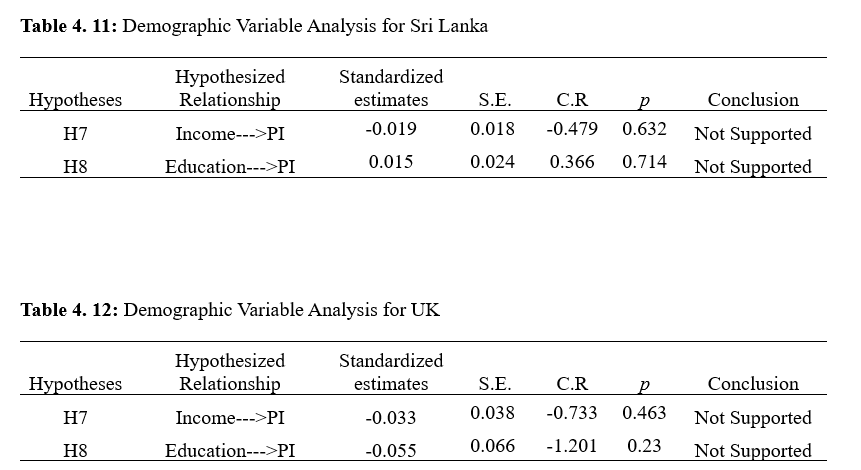 Table 4. 11: Demographic Variable Analysis for Sri Lanka
Hypotheses Hypothesized Relationship Standardized estimates S.E. C.R p Conclusion
H7 Income--->PI -0.019 0.018 -0.479 0.632 Not Supported
H8 Education--->PI 0.015 0.024 0.366 0.714 Not Supported
Table 4. 12: Demographic Variable Analysis for UK
Hypotheses Hypothesized Relationship Standardized estimates S.E. C.R p Conclusion
H7 Income--->PI -0.033 0.038 -0.733 0.463 Not Supported
H8 Education--->PI -0.055 0.066 -1.201 0.23 Not Supported